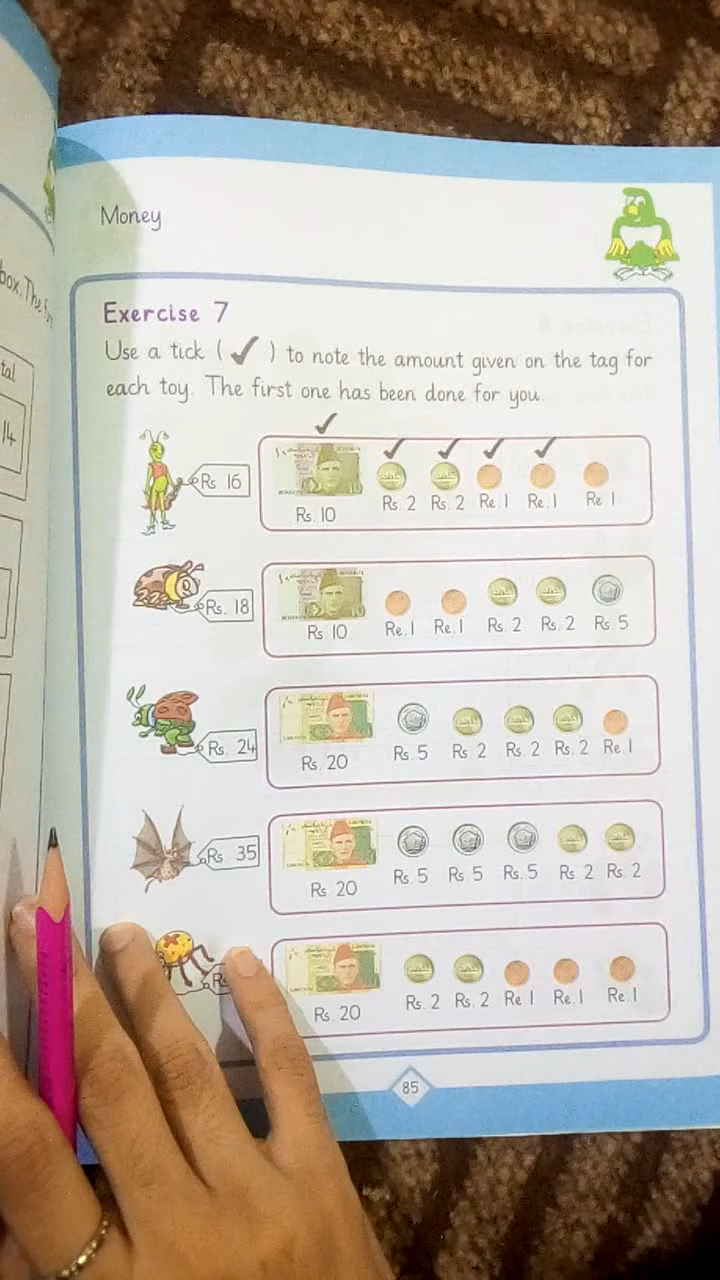 Money
box. The
tal
14
Exercise 7
Use a tick (✓) to note the amount given on the tag for
each toy. The first one has been done for you.
Rs 16
Rs. 10 Rs. 2 Rs. 2 Re. 1 Re. 1 Re 1
Rs. 18
Rs 10 Re. 1 Re. 1 Rs. 2 Rs. 2 Rs. 5
Rs. 24
Rs. 20 Rs. 5 Rs. 2 Rs. 2 Rs. 2 Re 1
Rs. 35
Rs. 20 Rs. 5 Rs 5 Rs. 5 Rs 2 Rs. 2
Rs. 20 Rs. 2 Rs. 2 Re 1 Re. 1 Re. 1
85